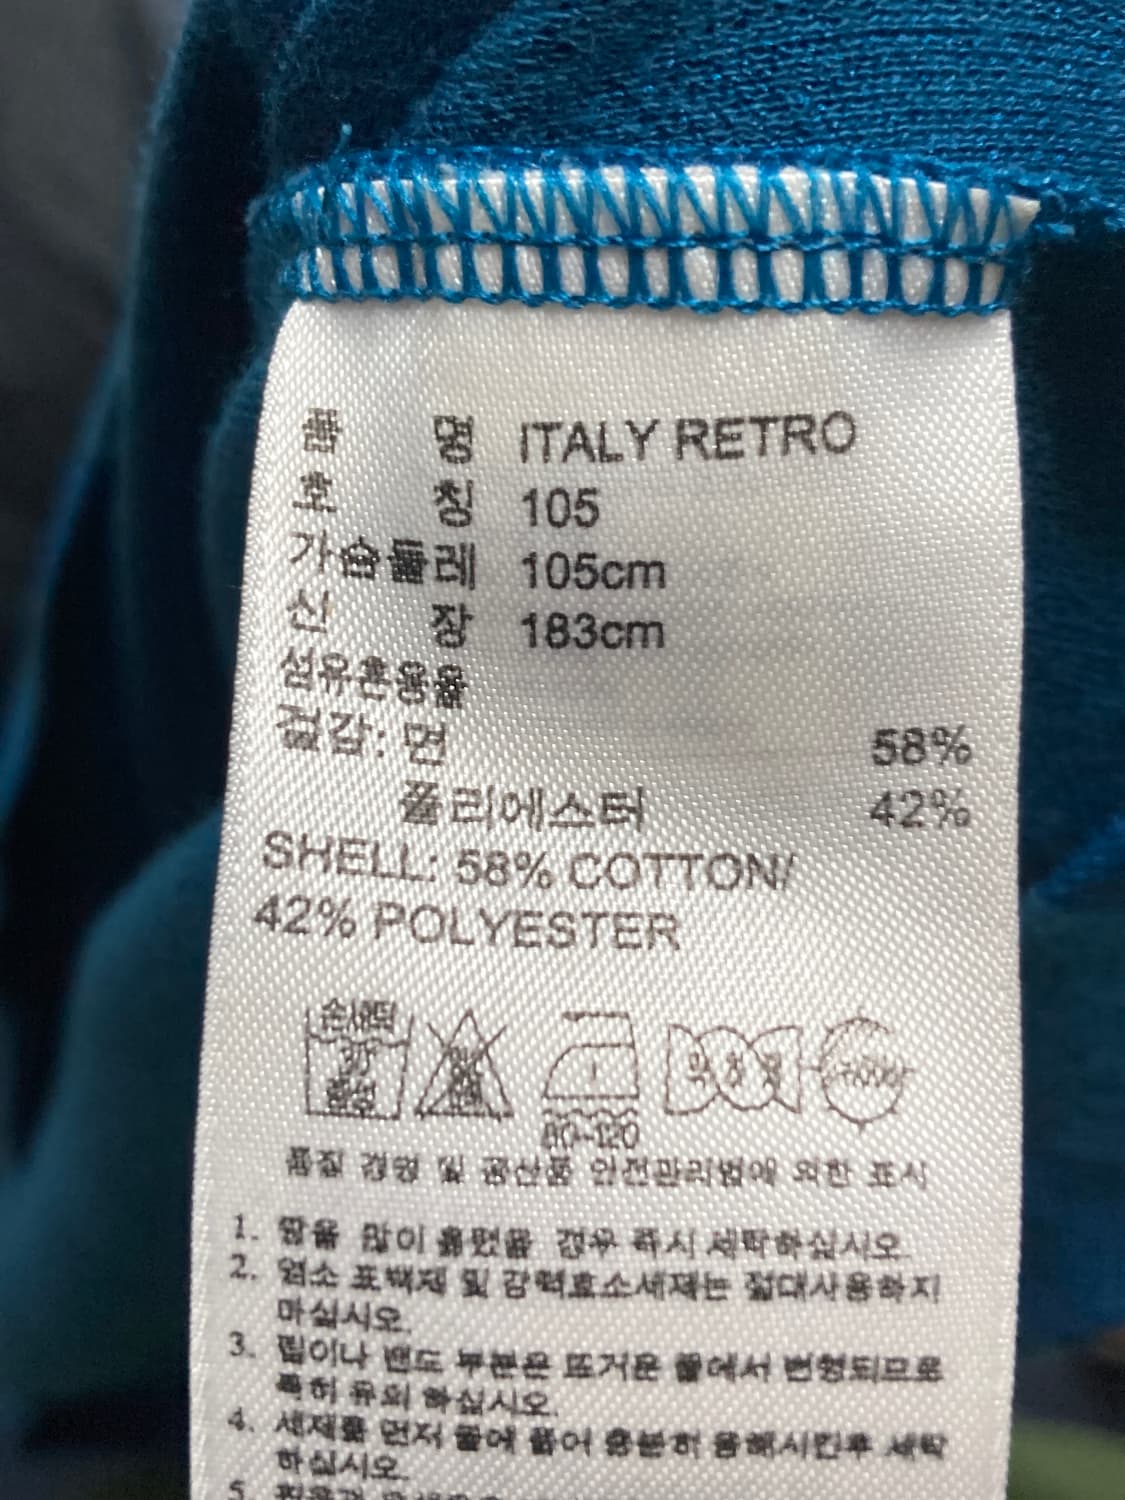 품 명 ITALY RETRO
호 칭 105
가슴둘레 105cm
신 장 183cm
섬유혼용율
겉감: 면 58%
폴리에스터 42%
SHELL: 58% COTTON/
42% POLYESTER
손세탁
80-120
품질 경영 및 공산품 안전관리법에 의한 표시
1. 땀을 많이 흘렸을 경우 즉시 세탁하십시오.
2. 염소 표백제 및 강력효소세제는 절대사용하지
마십시오.
3. 립이나 밴드 부분은 뜨거운 물에서 변형되므로
특히 유의 하십시오.
4. 세제를 먼저 물에 풀어 충분히 용해시킨후 세탁
하십시오.
5.